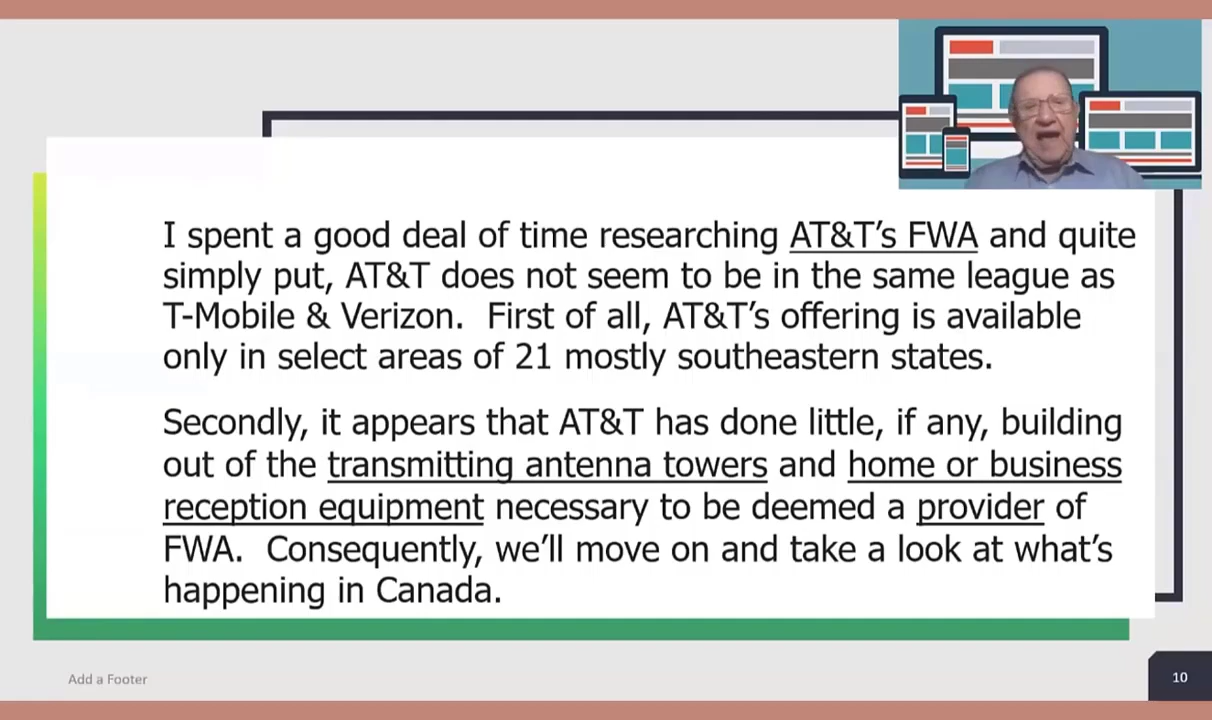 I spent a good deal of time researching AT&T’s FWA and quite
simply put, AT&T does not seem to be in the same league as
T-Mobile & Verizon.  First of all, AT&T’s offering is available
only in select areas of 21 mostly southeastern states.
Secondly, it appears that AT&T has done little, if any, building
out of the transmitting antenna towers and home or business
reception equipment necessary to be deemed a provider of
FWA.  Consequently, we’ll move on and take a look at what’s
happening in Canada.
Add a Footer
10